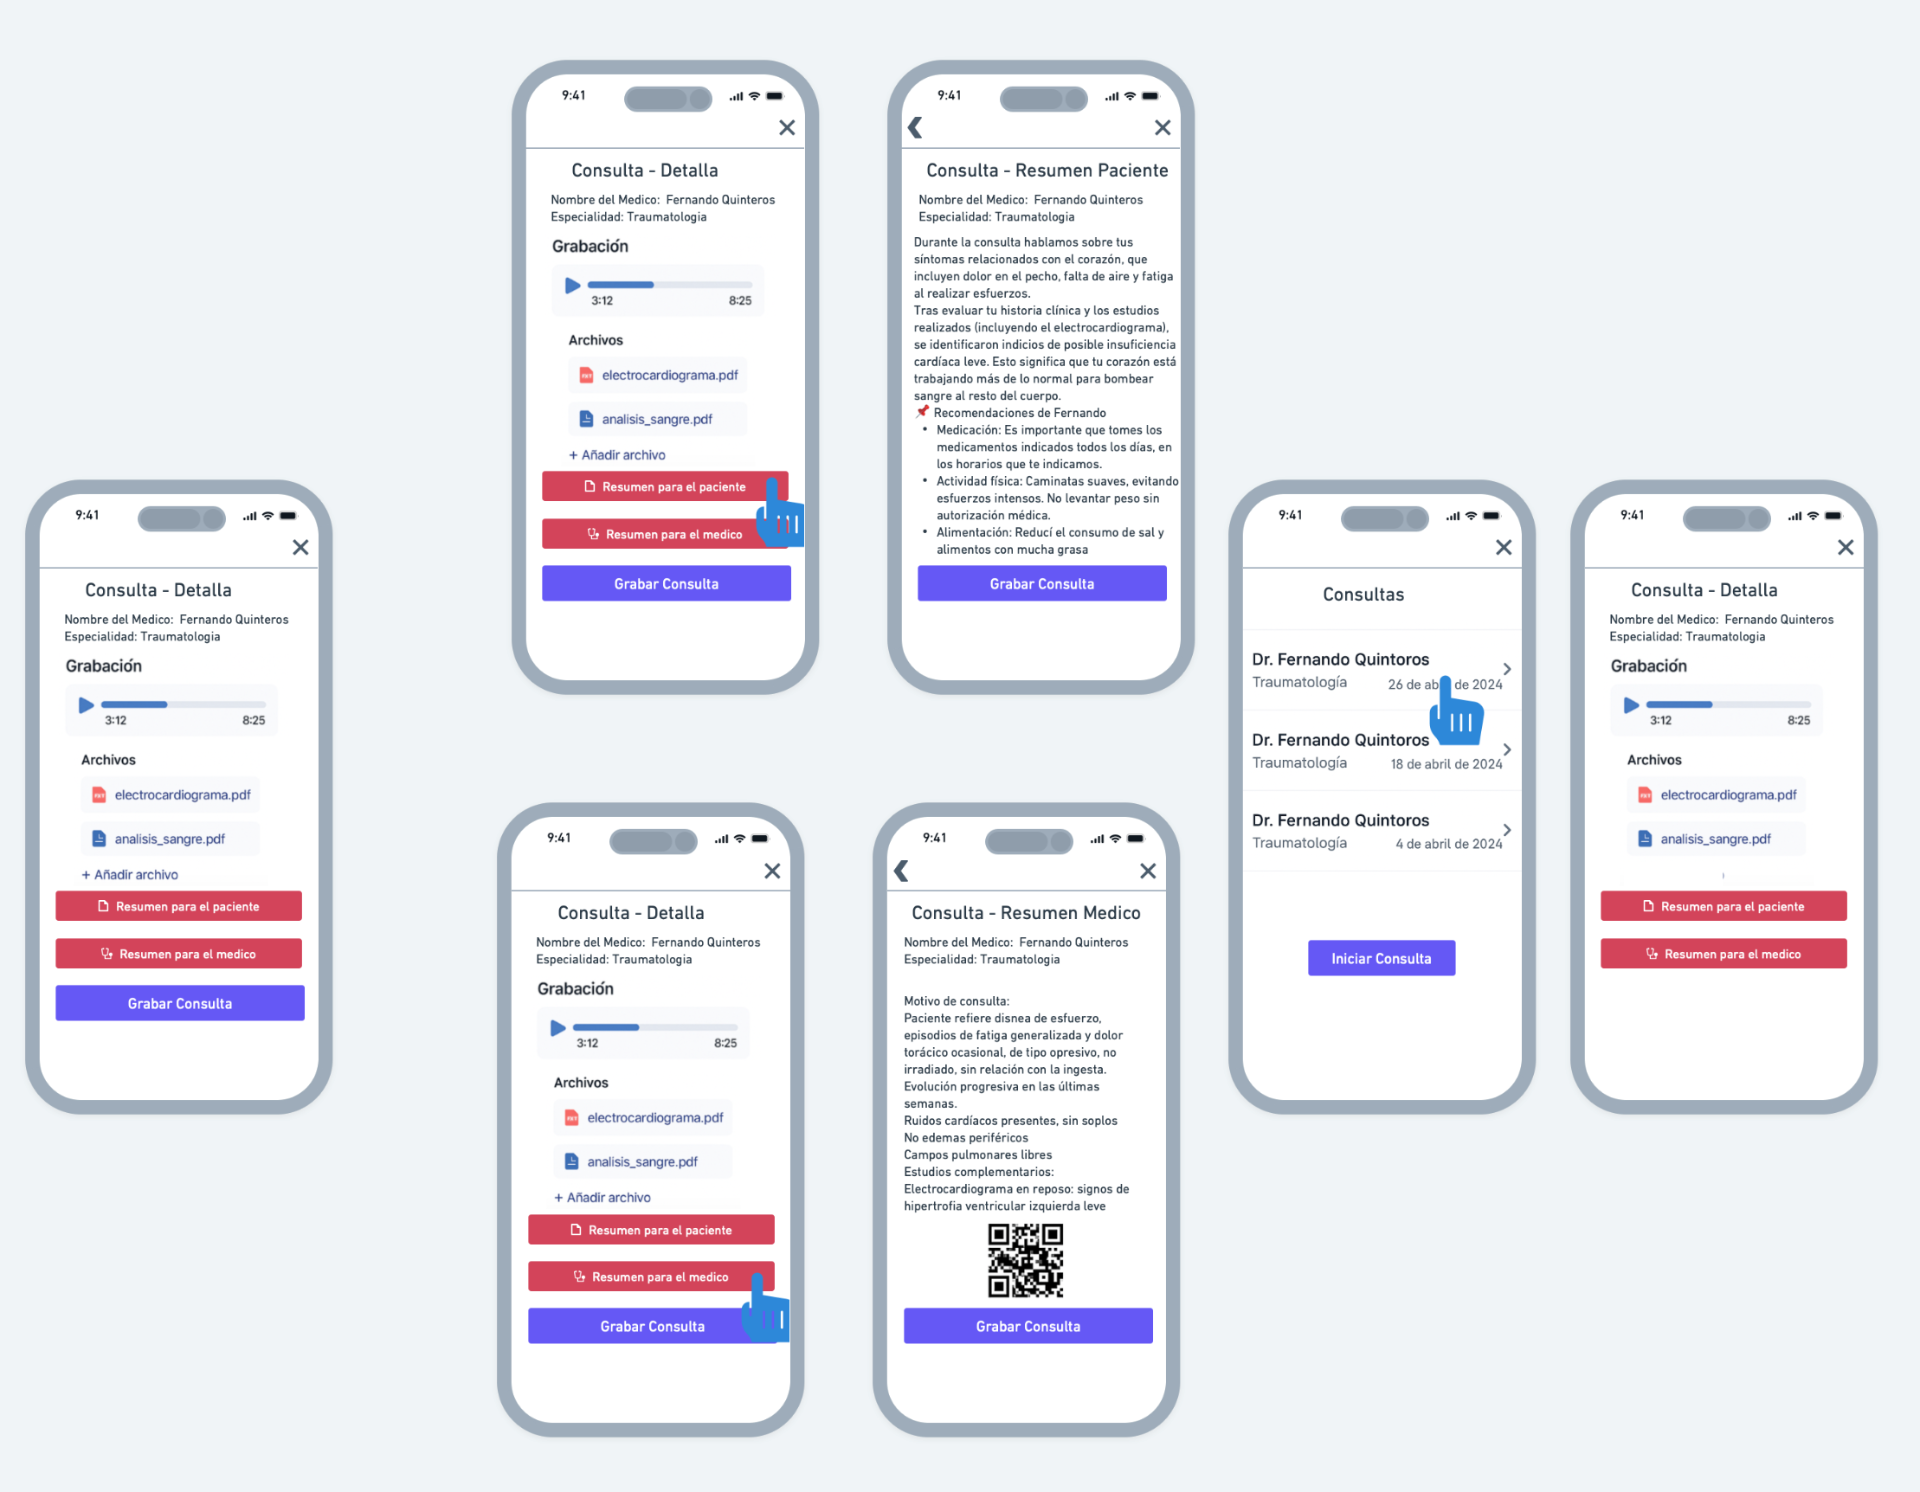 9:41
Consulta - Detalla
Nombre del Medico: Fernando Quinteros
Especialidad: Traumatologia
Grabación
3:12 8:25
Archivos
electrocardiograma.pdf
analisis_sangre.pdf
+ Añadir archivo
Resumen para el paciente
Resumen para el medico
Grabar Consulta
9:41
Consulta - Detalla
Nombre del Medico: Fernando Quinteros
Especialidad: Traumatologia
Grabación
3:12 8:25
Archivos
electrocardiograma.pdf
analisis_sangre.pdf
+ Añadir archivo
Resumen para el paciente
Resumen para el medico
Grabar Consulta
9:41
Consulta - Resumen Paciente
Nombre del Medico: Fernando Quinteros
Especialidad: Traumatologia
Durante la consulta hablamos sobre tus
síntomas relacionados con el corazón, que
incluyen dolor en el pecho, falta de aire y fatiga
al realizar esfuerzos.
Tras evaluar tu historia clínica y los estudios
realizados (incluyendo el electrocardiograma),
se identificaron indicios de posible insuficiencia
cardíaca leve. Esto significa que tu corazón está
trabajando más de lo normal para bombear
sangre al resto del cuerpo.
📌 Recomendaciones de Fernando
• Medicación: Es importante que tomes los
medicamentos indicados todos los días, en
los horarios que te indicamos.
• Actividad física: Caminatas suaves, evitando
esfuerzos intensos. No levantar peso sin
autorización médica.
• Alimentación: Reducí el consumo de sal y
alimentos con mucha grasa
Grabar Consulta
9:41
Consulta - Detalla
Nombre del Medico: Fernando Quinteros
Especialidad: Traumatologia
Grabación
3:12 8:25
Archivos
electrocardiograma.pdf
analisis_sangre.pdf
+ Añadir archivo
Resumen para el paciente
Resumen para el medico
Grabar Consulta
9:41
Consulta - Resumen Medico
Nombre del Medico: Fernando Quinteros
Especialidad: Traumatologia
Motivo de consulta:
Paciente refiere disnea de esfuerzo,
episodios de fatiga generalizada y dolor
torácico ocasional, de tipo opresivo, no
irradiado, sin relación con la ingesta.
Evolución progresiva en las últimas
semanas.
Ruidos cardíacos presentes, sin soplos
No edemas periféricos
Campos pulmonares libres
Estudios complementarios:
Electrocardiograma en reposo: signos de
hipertrofia ventricular izquierda leve
Grabar Consulta
9:41
Consultas
Dr. Fernando Quintoros
Traumatología 26 de abr de 2024
Dr. Fernando Quintoros
Traumatología 18 de abril de 2024
Dr. Fernando Quintoros
Traumatología 4 de abril de 2024
Iniciar Consulta
9:41
Consulta - Detalla
Nombre del Medico: Fernando Quinteros
Especialidad: Traumatologia
Grabación
3:12 8:25
Archivos
electrocardiograma.pdf
analisis_sangre.pdf
Resumen para el paciente
Resumen para el medico